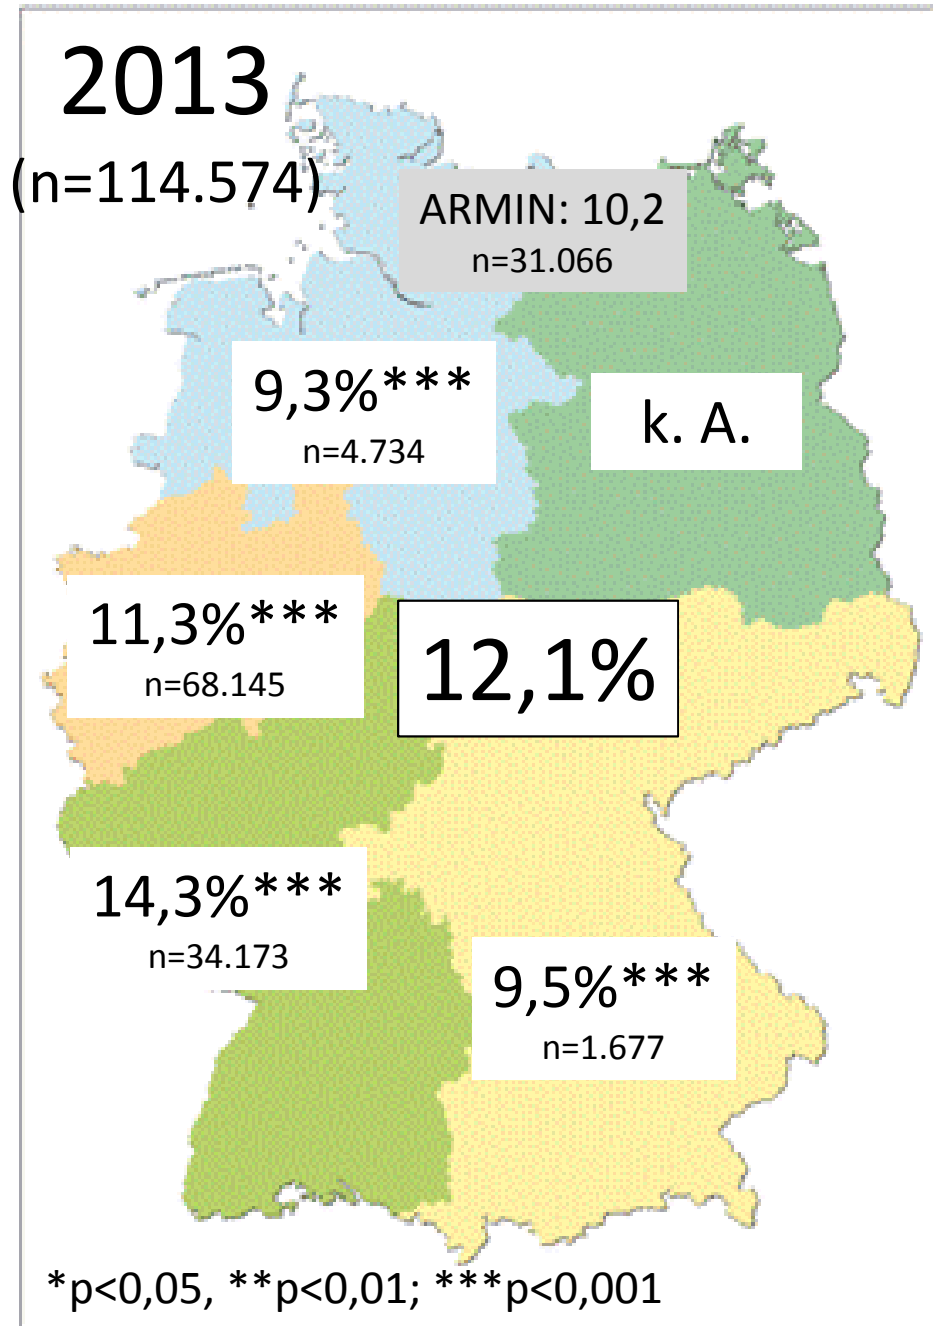 2013
(n=114.574)
ARMIN: 10,2
n=31.066
9,3%***
n=4.734
k. A.
11,3%***
n=68.145
12,1%
14,3%***
n=34.173
9,5%***
n=1.677
*p<0,05, **p<0,01; ***p<0,001